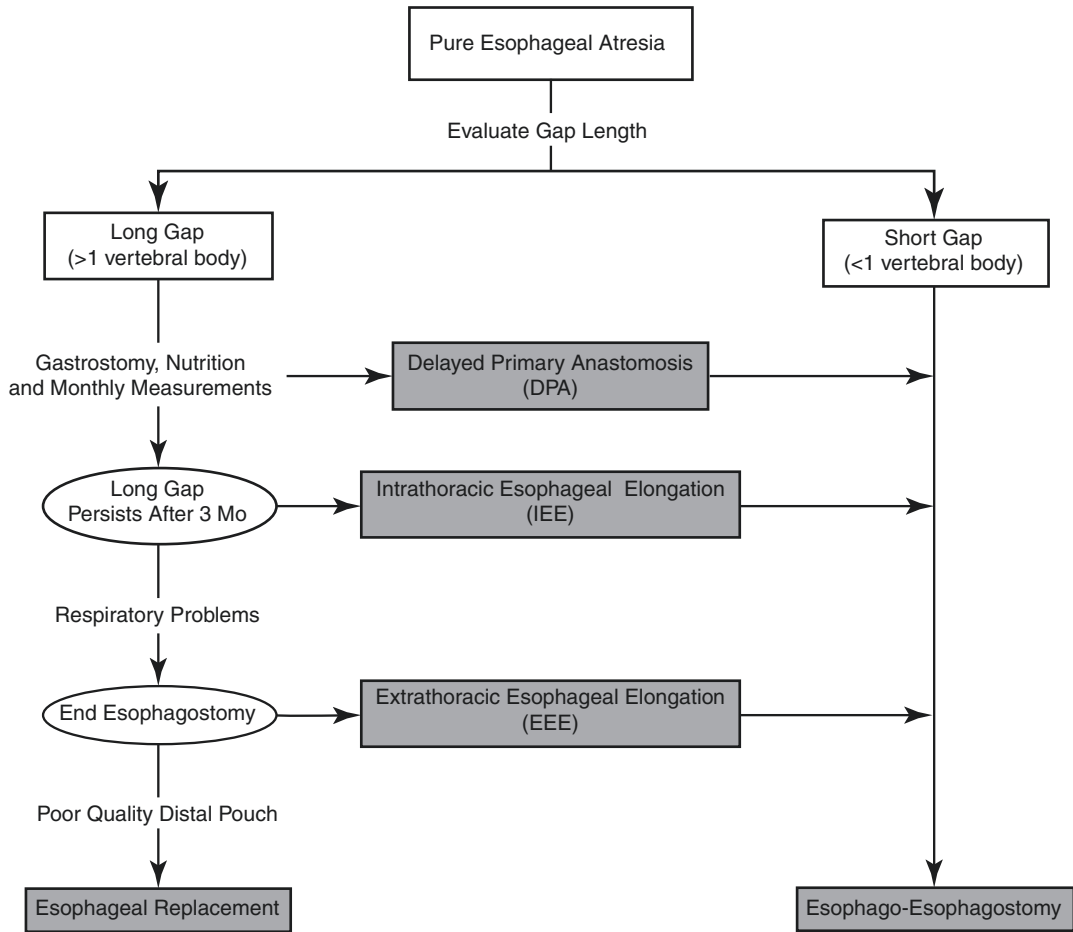 Pure Esophageal Atresia
Evaluate Gap Length
Long Gap
(>1 vertebral body)
Short Gap
(<1 vertebral body)
Gastrostomy, Nutrition
and Monthly Measurements
Delayed Primary Anastomosis
(DPA)
Long Gap
Persists After 3 Mo
Intrathoracic Esophageal Elongation
(IEE)
Respiratory Problems
End Esophagostomy
Extrathoracic Esophageal Elongation
(EEE)
Poor Quality Distal Pouch
Esophageal Replacement
Esophago-Esophagostomy